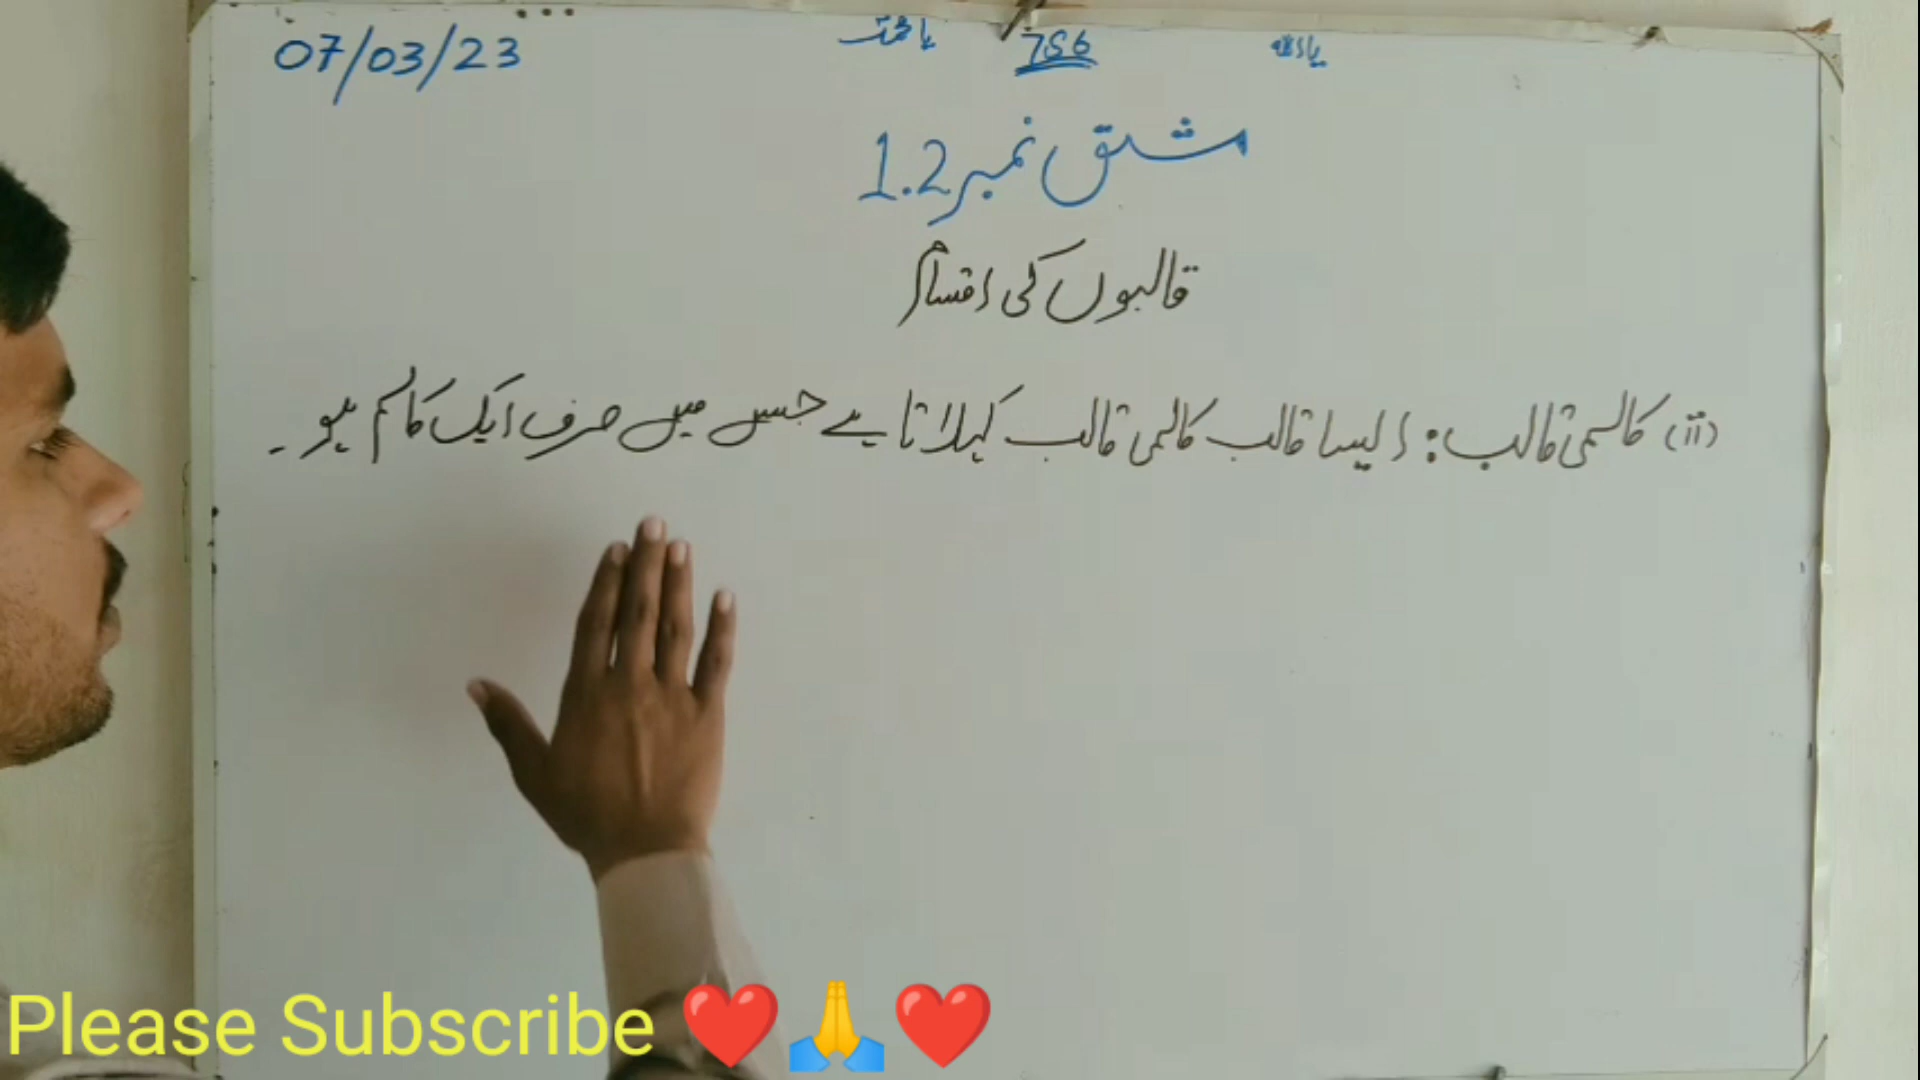 07/03/23 یا محمد 786 یا اللہ
مشق نمبر 1.2
قالبوں کی اقسام
(ii) کالمی قالب: ایسا قالب کالمی قالب کہلاتا ہے جس میں صرف ایک کالم ہو۔
Please Subscribe ❤️🙏❤️